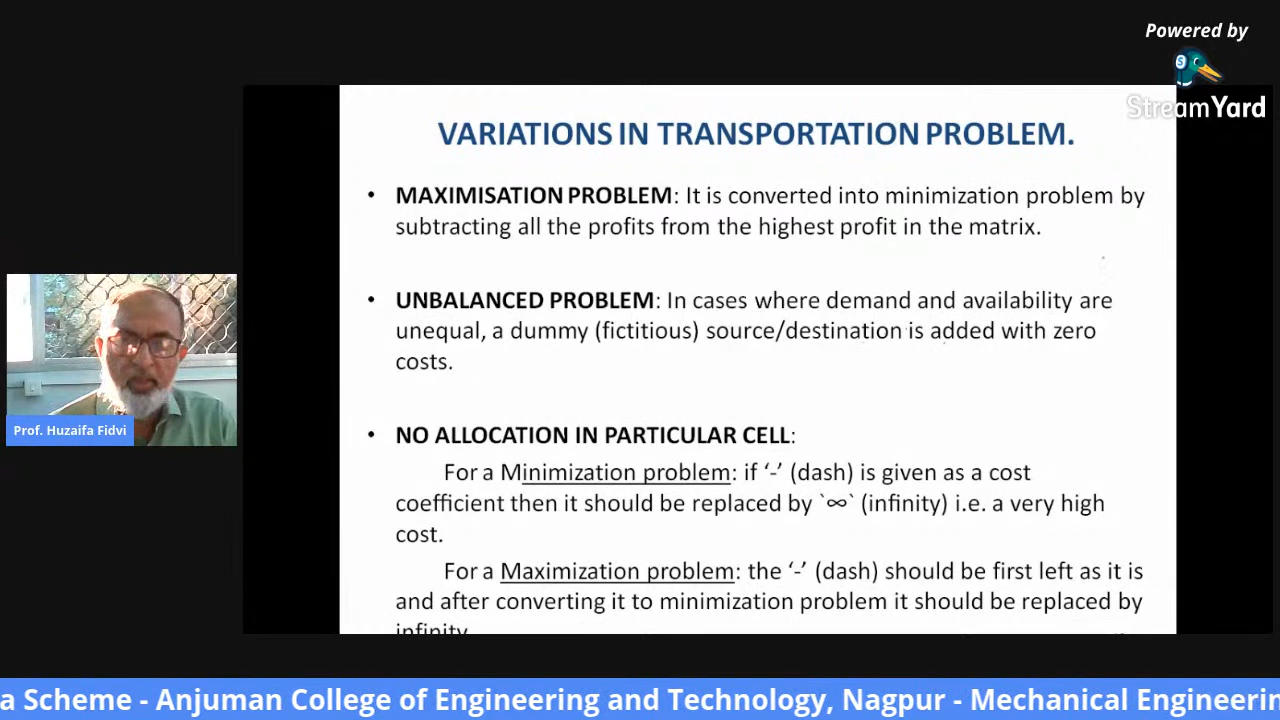 Powered by
S
StreamYard
VARIATIONS IN TRANSPORTATION PROBLEM.
• MAXIMISATION PROBLEM: It is converted into minimization problem by
subtracting all the profits from the highest profit in the matrix.
• UNBALANCED PROBLEM: In cases where demand and availability are
unequal, a dummy (fictitious) source/destination is added with zero
costs.
• NO ALLOCATION IN PARTICULAR CELL:
For a Minimization problem: if ‘-’ (dash) is given as a cost
coefficient then it should be replaced by `∞` (infinity) i.e. a very high
cost.
For a Maximization problem: the ‘-’ (dash) should be first left as it is
and after converting it to minimization problem it should be replaced by
infinity.
Prof. Huzaifa Fidvi
a Scheme - Anjuman College of Engineering and Technology, Nagpur - Mechanical Engineerin